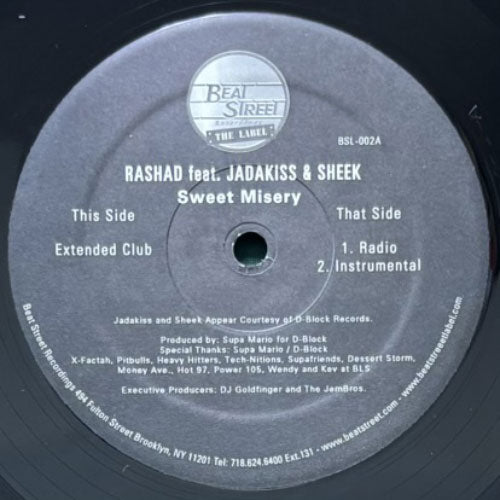 BEAT
STREET
THE LABEL
BSL-002A
RASHAD feat. JADAKISS & SHEEK
Sweet Misery
This Side
That Side
Extended Club
1. Radio
2. Instrumental
Jadakiss and Sheek Appear Courtesy of D-Block Records.
Produced by: Supa Mario for D-Block
Special Thanks: Supa Mario / D-Block
X-Factah, Pitbulls, Heavy Hitters, Tech-Nitions, Supafriends, Dessert Storm,
Money Ave., Hot 97, Power 105, Wendy and Kev at BLS
Executive Producers: DJ Goldfinger and The JemBros.
Beat Street Recordings 494 Fulton Street Brooklyn, NY 11201 Tel: 718.624.6400 Ext.131 - www.beatstreet.com - www.beatstreetlabel.com